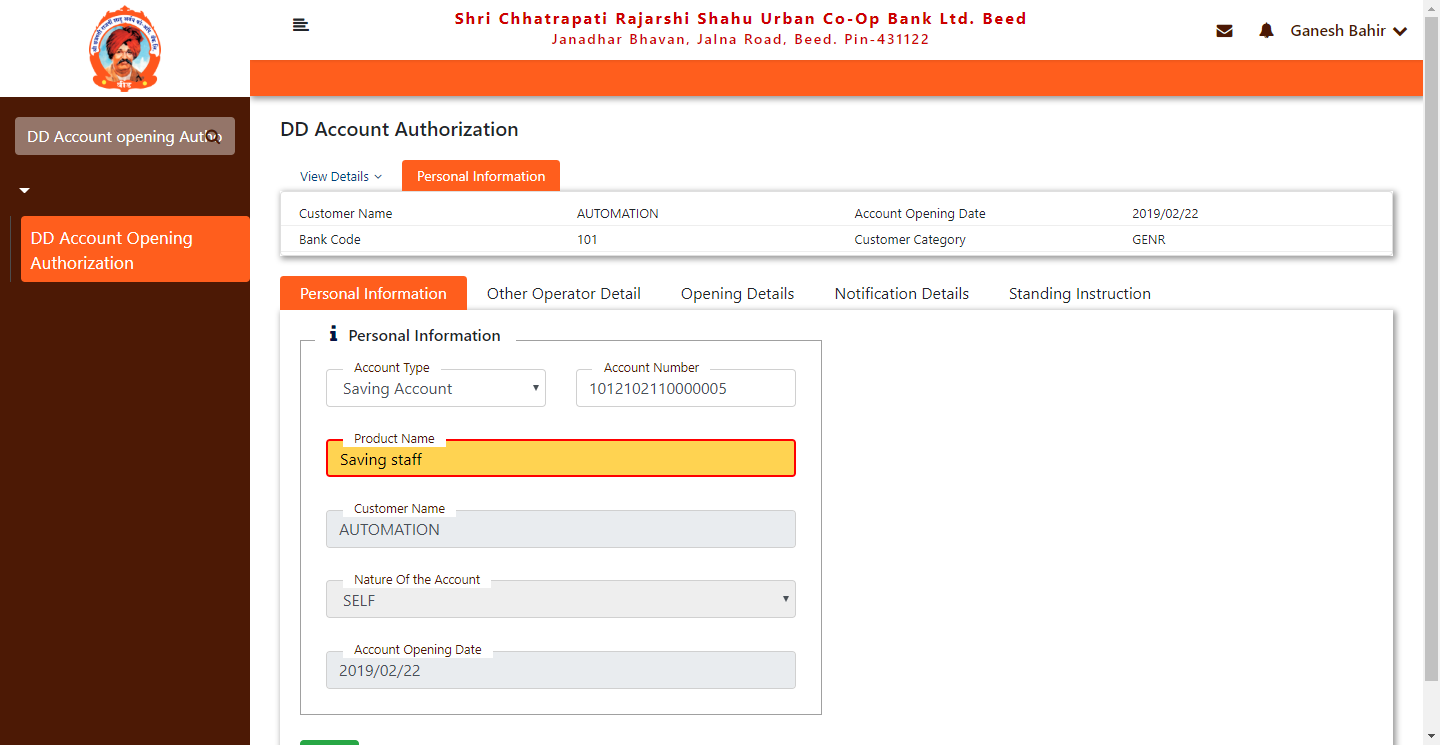 Shri Chhatrapati Rajarshi Shahu Urban Co-Op Bank Ltd. Beed
Janadhar Bhavan, Jalna Road, Beed. Pin-431122
Ganesh Bahir
DD Account opening Autho
DD Account Opening
Authorization
DD Account Authorization
View Details
Personal Information
Customer Name AUTOMATION Account Opening Date 2019/02/22
Bank Code 101 Customer Category GENR
Personal Information Other Operator Detail Opening Details Notification Details Standing Instruction
Personal Information
Account Type
Saving Account
Account Number
1012102110000005
Product Name
Saving staff
Customer Name
AUTOMATION
Nature Of the Account
SELF
Account Opening Date
2019/02/22